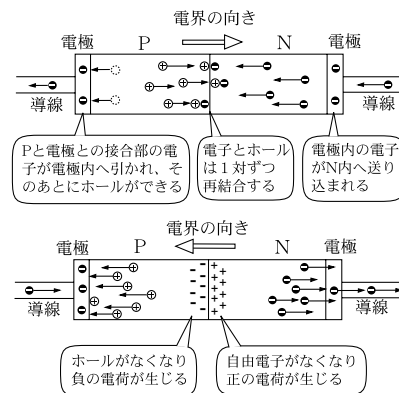 電界の向き
電極 P N 電極
導線 導線
Pと電極との接合部の電
子が電極内へ引かれ、そ
のあとにホールができる
電子とホール
は1対ずつ
再結合する
電極内の電子
がN内へ送り
込まれる
電界の向き
電極 P N 電極
導線 導線
ホールがなくなり
負の電荷が生じる
自由電子がなくなり
正の電荷が生じる